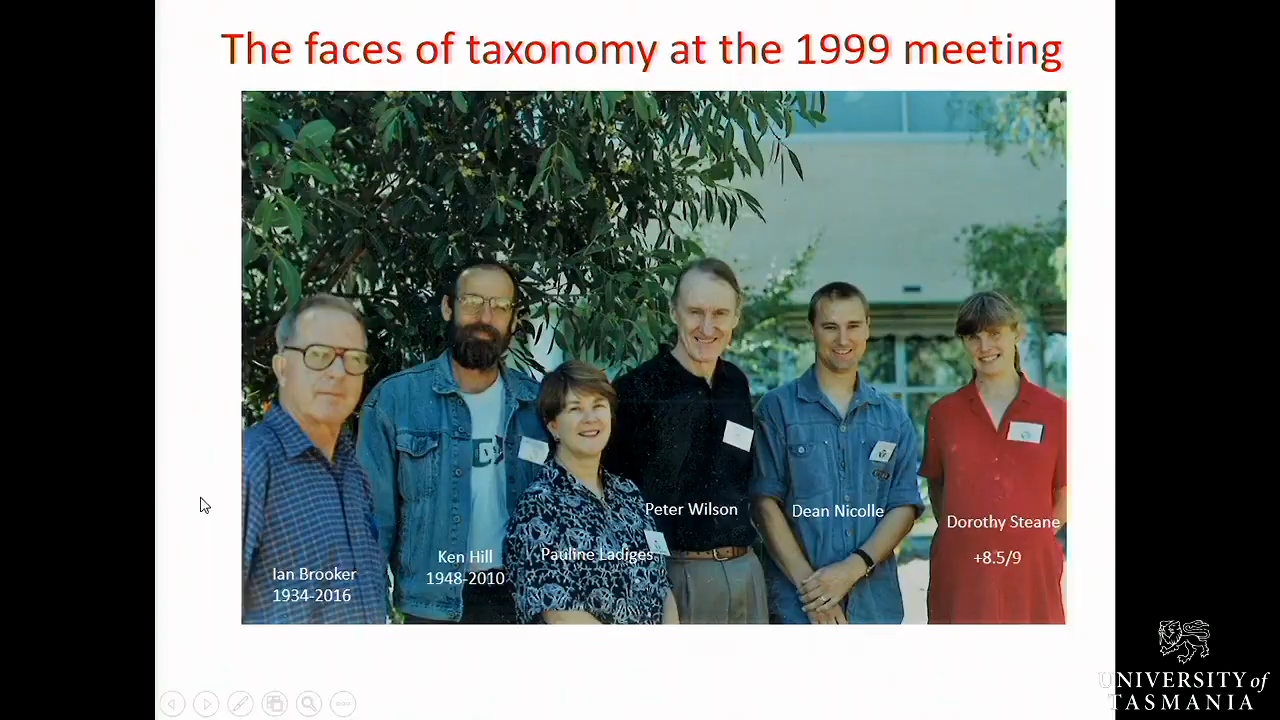 The faces of taxonomy at the 1999 meeting
Peter Wilson
Dean Nicolle
Dorothy Steane
+8.5/9
Ken Hill
1948-2010
Pauline Ladiges
Ian Brooker
1934-2016
UNIVERSITY of
TASMANIA